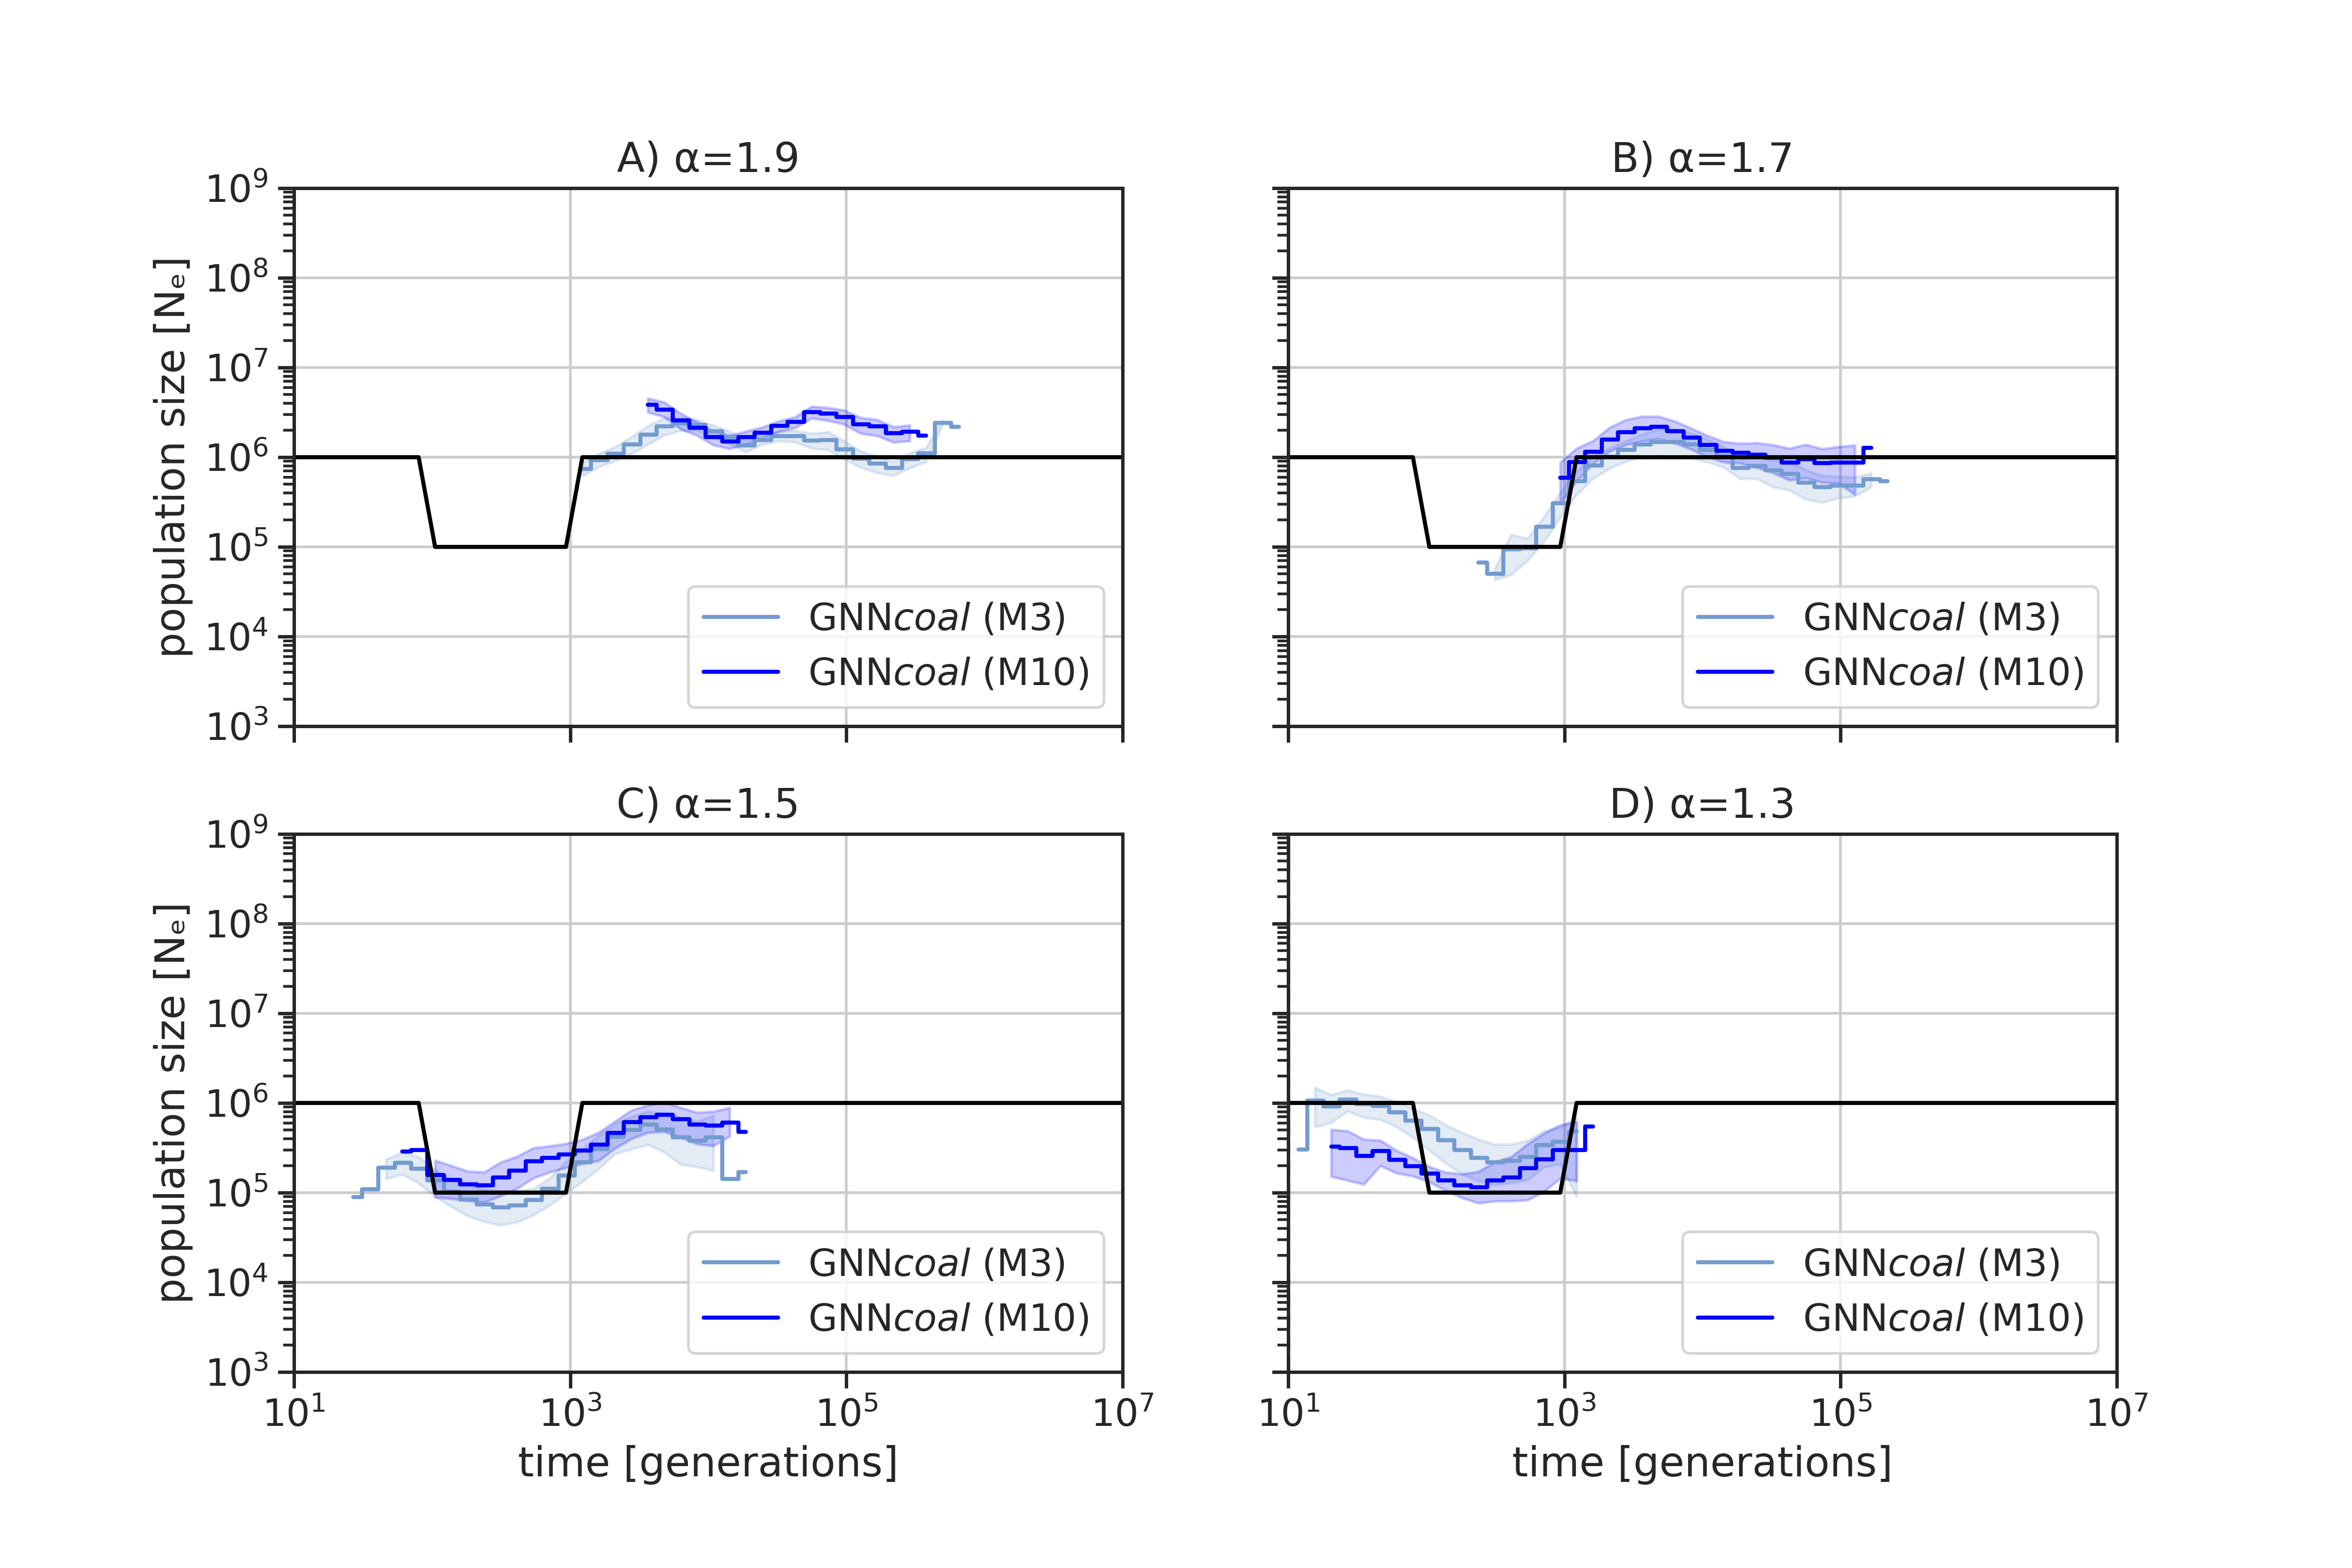 A) α=1.9
B) α=1.7
10⁹
10⁸
10⁷
10⁶
10⁵
10⁴
10³
population size [Nₑ]
GNNcoal (M3)
GNNcoal (M10)
GNNcoal (M3)
GNNcoal (M10)
C) α=1.5
D) α=1.3
10⁹
10⁸
10⁷
10⁶
10⁵
10⁴
10³
population size [Nₑ]
GNNcoal (M3)
GNNcoal (M10)
GNNcoal (M3)
GNNcoal (M10)
10¹ 10³ 10⁵ 10⁷
10¹ 10³ 10⁵ 10⁷
time [generations]
time [generations]